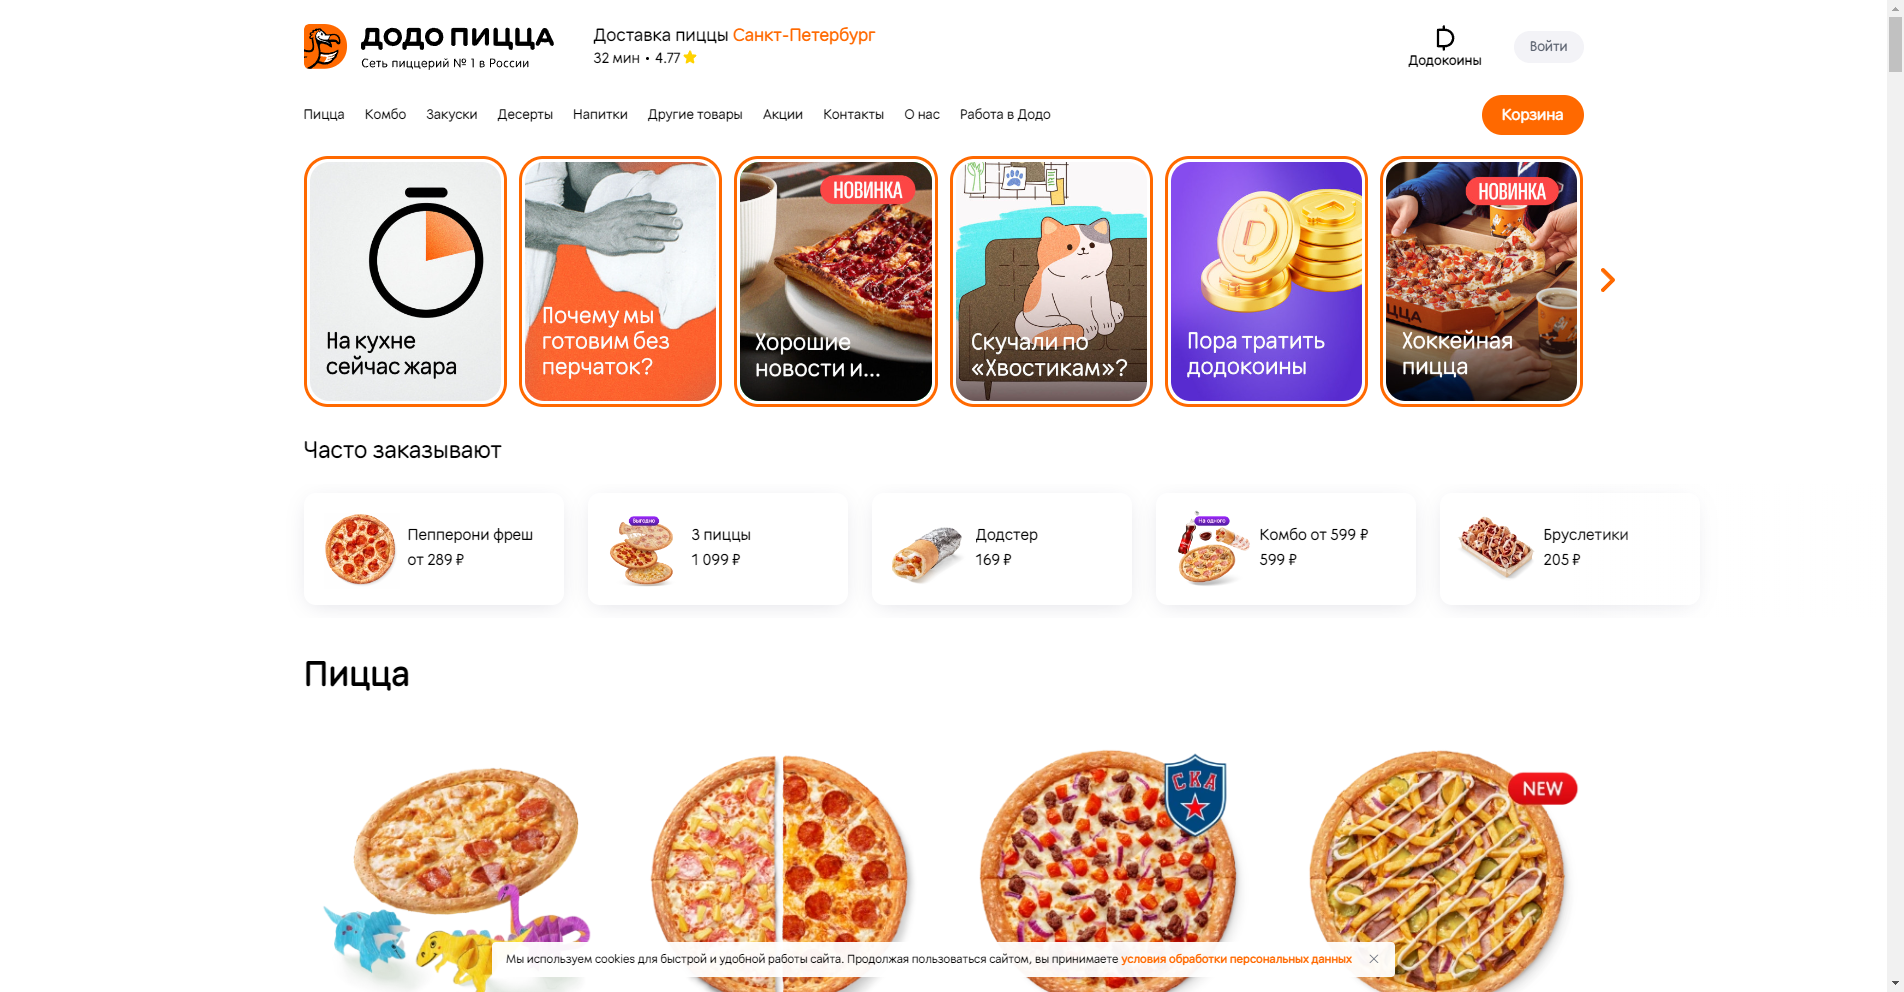 ДОДО ПИЦЦА
Сеть пиццерий № 1 в России
Доставка пиццы Санкт-Петербург
32 мин • 4.77
Додокоины
Войти
Пицца Комбо Закуски Десерты Напитки Другие товары Акции Контакты О нас Работа в Додо
Корзина
На кухне
сейчас жара
Почему мы
готовим без
перчаток?
НОВИНКА
Хорошие
новости и...
Скучали по
«Хвостикам»?
Пора тратить
додокоины
НОВИНКА
Хоккейная
пицца
Часто заказывают
Пепперони фреш
от 289 ₽
Выгодно
3 пиццы
1 099 ₽
Додстер
169 ₽
На одного
Комбо от 599 ₽
599 ₽
Бруслетики
205 ₽
Пицца
СКА
NEW
Мы используем cookies для быстрой и удобной работы сайта. Продолжая пользоваться сайтом, вы принимаете условия обработки персональных данных